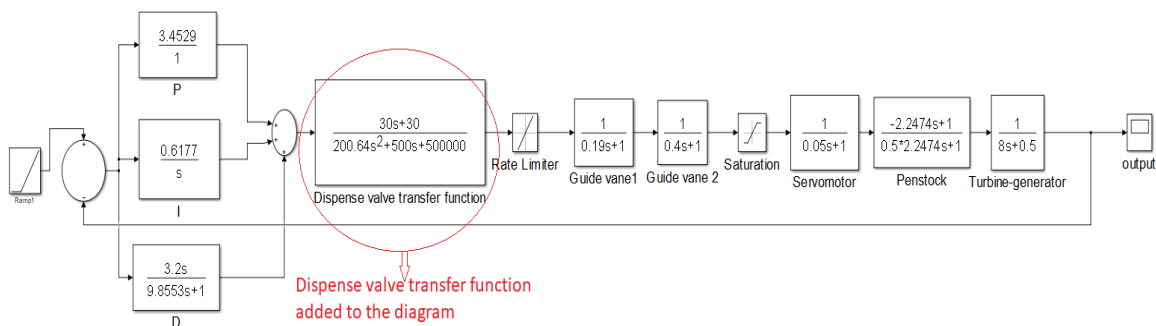 3.4529
1
P
0.6177
s
I
3.2s
9.8553s+1
D
Ramp1
+
-
+
+
+
30s+30
200.64s²+500s+500000
Dispense valve transfer function
Rate Limiter
1
0.19s+1
Guide vane1
1
0.4s+1
Guide vane 2
Saturation
1
0.05s+1
Servomotor
-2.2474s+1
0.5*2.2474s+1
Penstock
1
8s+0.5
Turbine-generator
output
Dispense valve transfer function
added to the diagram